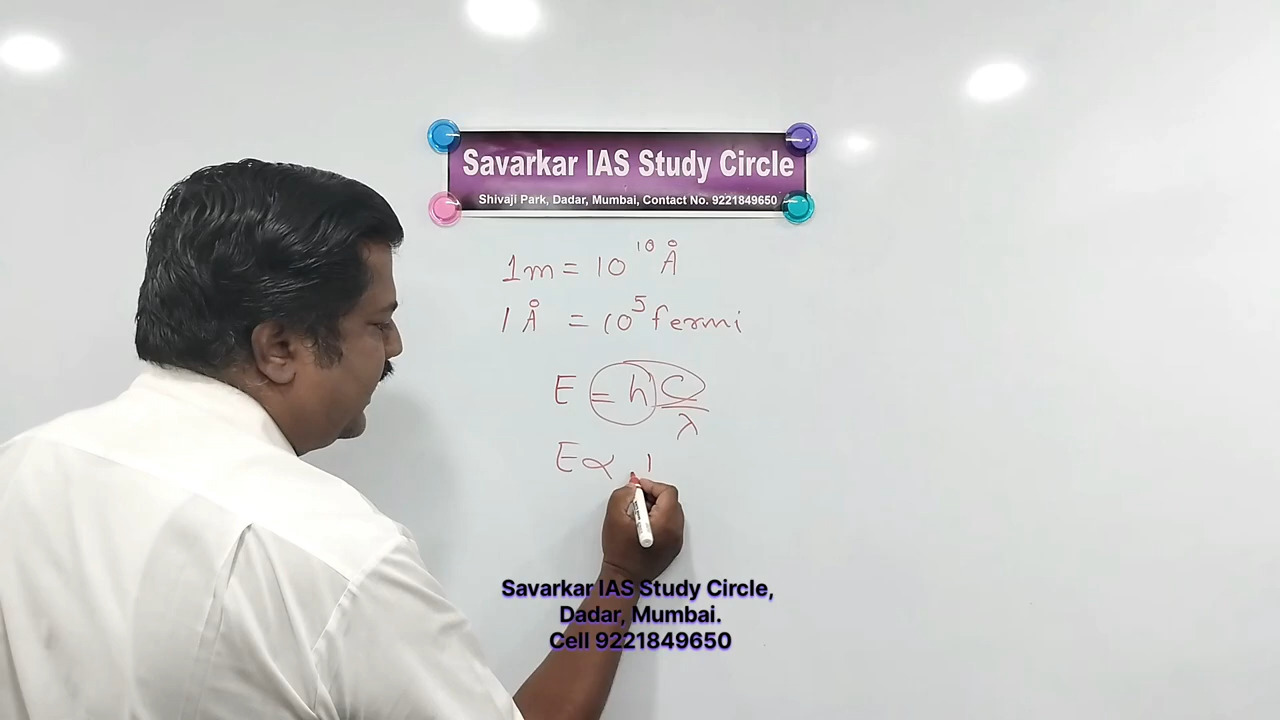 Savarkar IAS Study Circle
Shivaji Park, Dadar, Mumbai, Contact No. 9221849650
1m = 10¹⁰ Å
1 Å = 10⁵ fermi
E = hC/λ
E ∝ 1
Savarkar IAS Study Circle,
Dadar, Mumbai.
Cell 9221849650